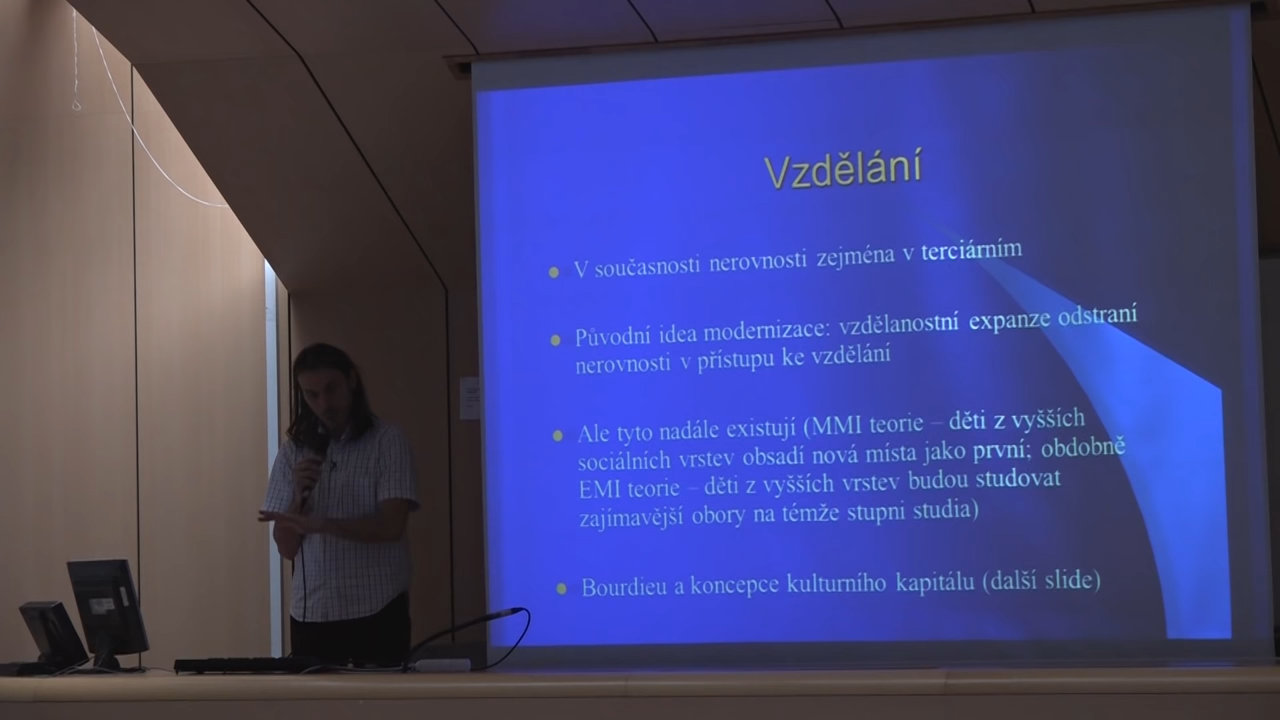 Vzdělání
V současnosti nerovnosti zejména v terciárním
Původní idea modernizace: vzdělanostní expanze odstraní
nerovnosti v přístupu ke vzdělání
Ale tyto nadále existují (MMI teorie – děti z vyšších
sociálních vrstev obsadí nová místa jako první; obdobně
EMI teorie – děti z vyšších vrstev budou studovat
zajímavější obory na témže stupni studia)
Bourdieu a koncepce kulturního kapitálu (další slide)